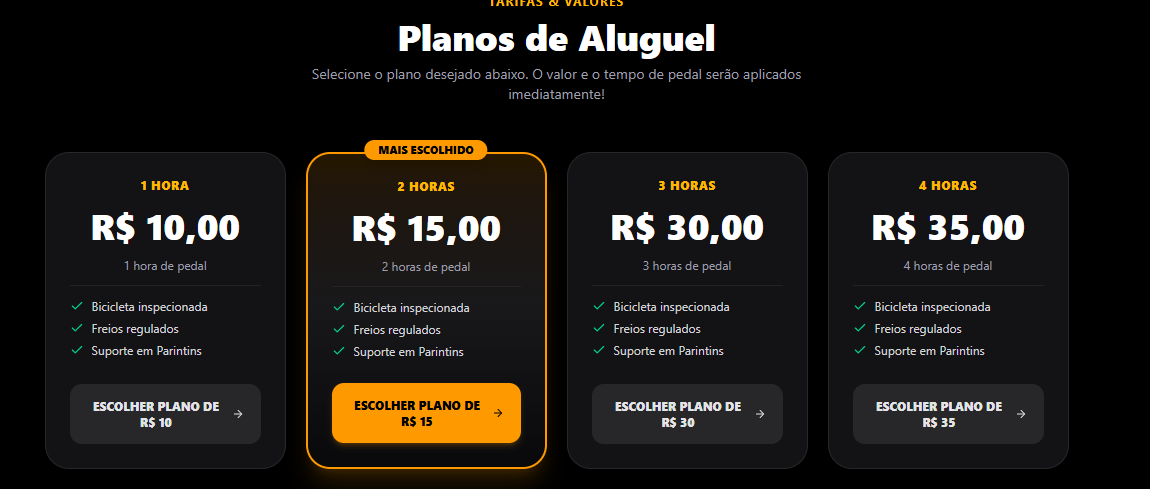 TARIFAS & VALORES
Planos de Aluguel
Selecione o plano desejado abaixo. O valor e o tempo de pedal serão aplicados
imediatamente!
1 HORA
R$ 10,00
1 hora de pedal
Bicicleta inspecionada
Freios regulados
Suporte em Parintins
ESCOLHER PLANO DE
R$ 10
MAIS ESCOLHIDO
2 HORAS
R$ 15,00
2 horas de pedal
Bicicleta inspecionada
Freios regulados
Suporte em Parintins
ESCOLHER PLANO DE
R$ 15
3 HORAS
R$ 30,00
3 horas de pedal
Bicicleta inspecionada
Freios regulados
Suporte em Parintins
ESCOLHER PLANO DE
R$ 30
4 HORAS
R$ 35,00
4 horas de pedal
Bicicleta inspecionada
Freios regulados
Suporte em Parintins
ESCOLHER PLANO DE
R$ 35